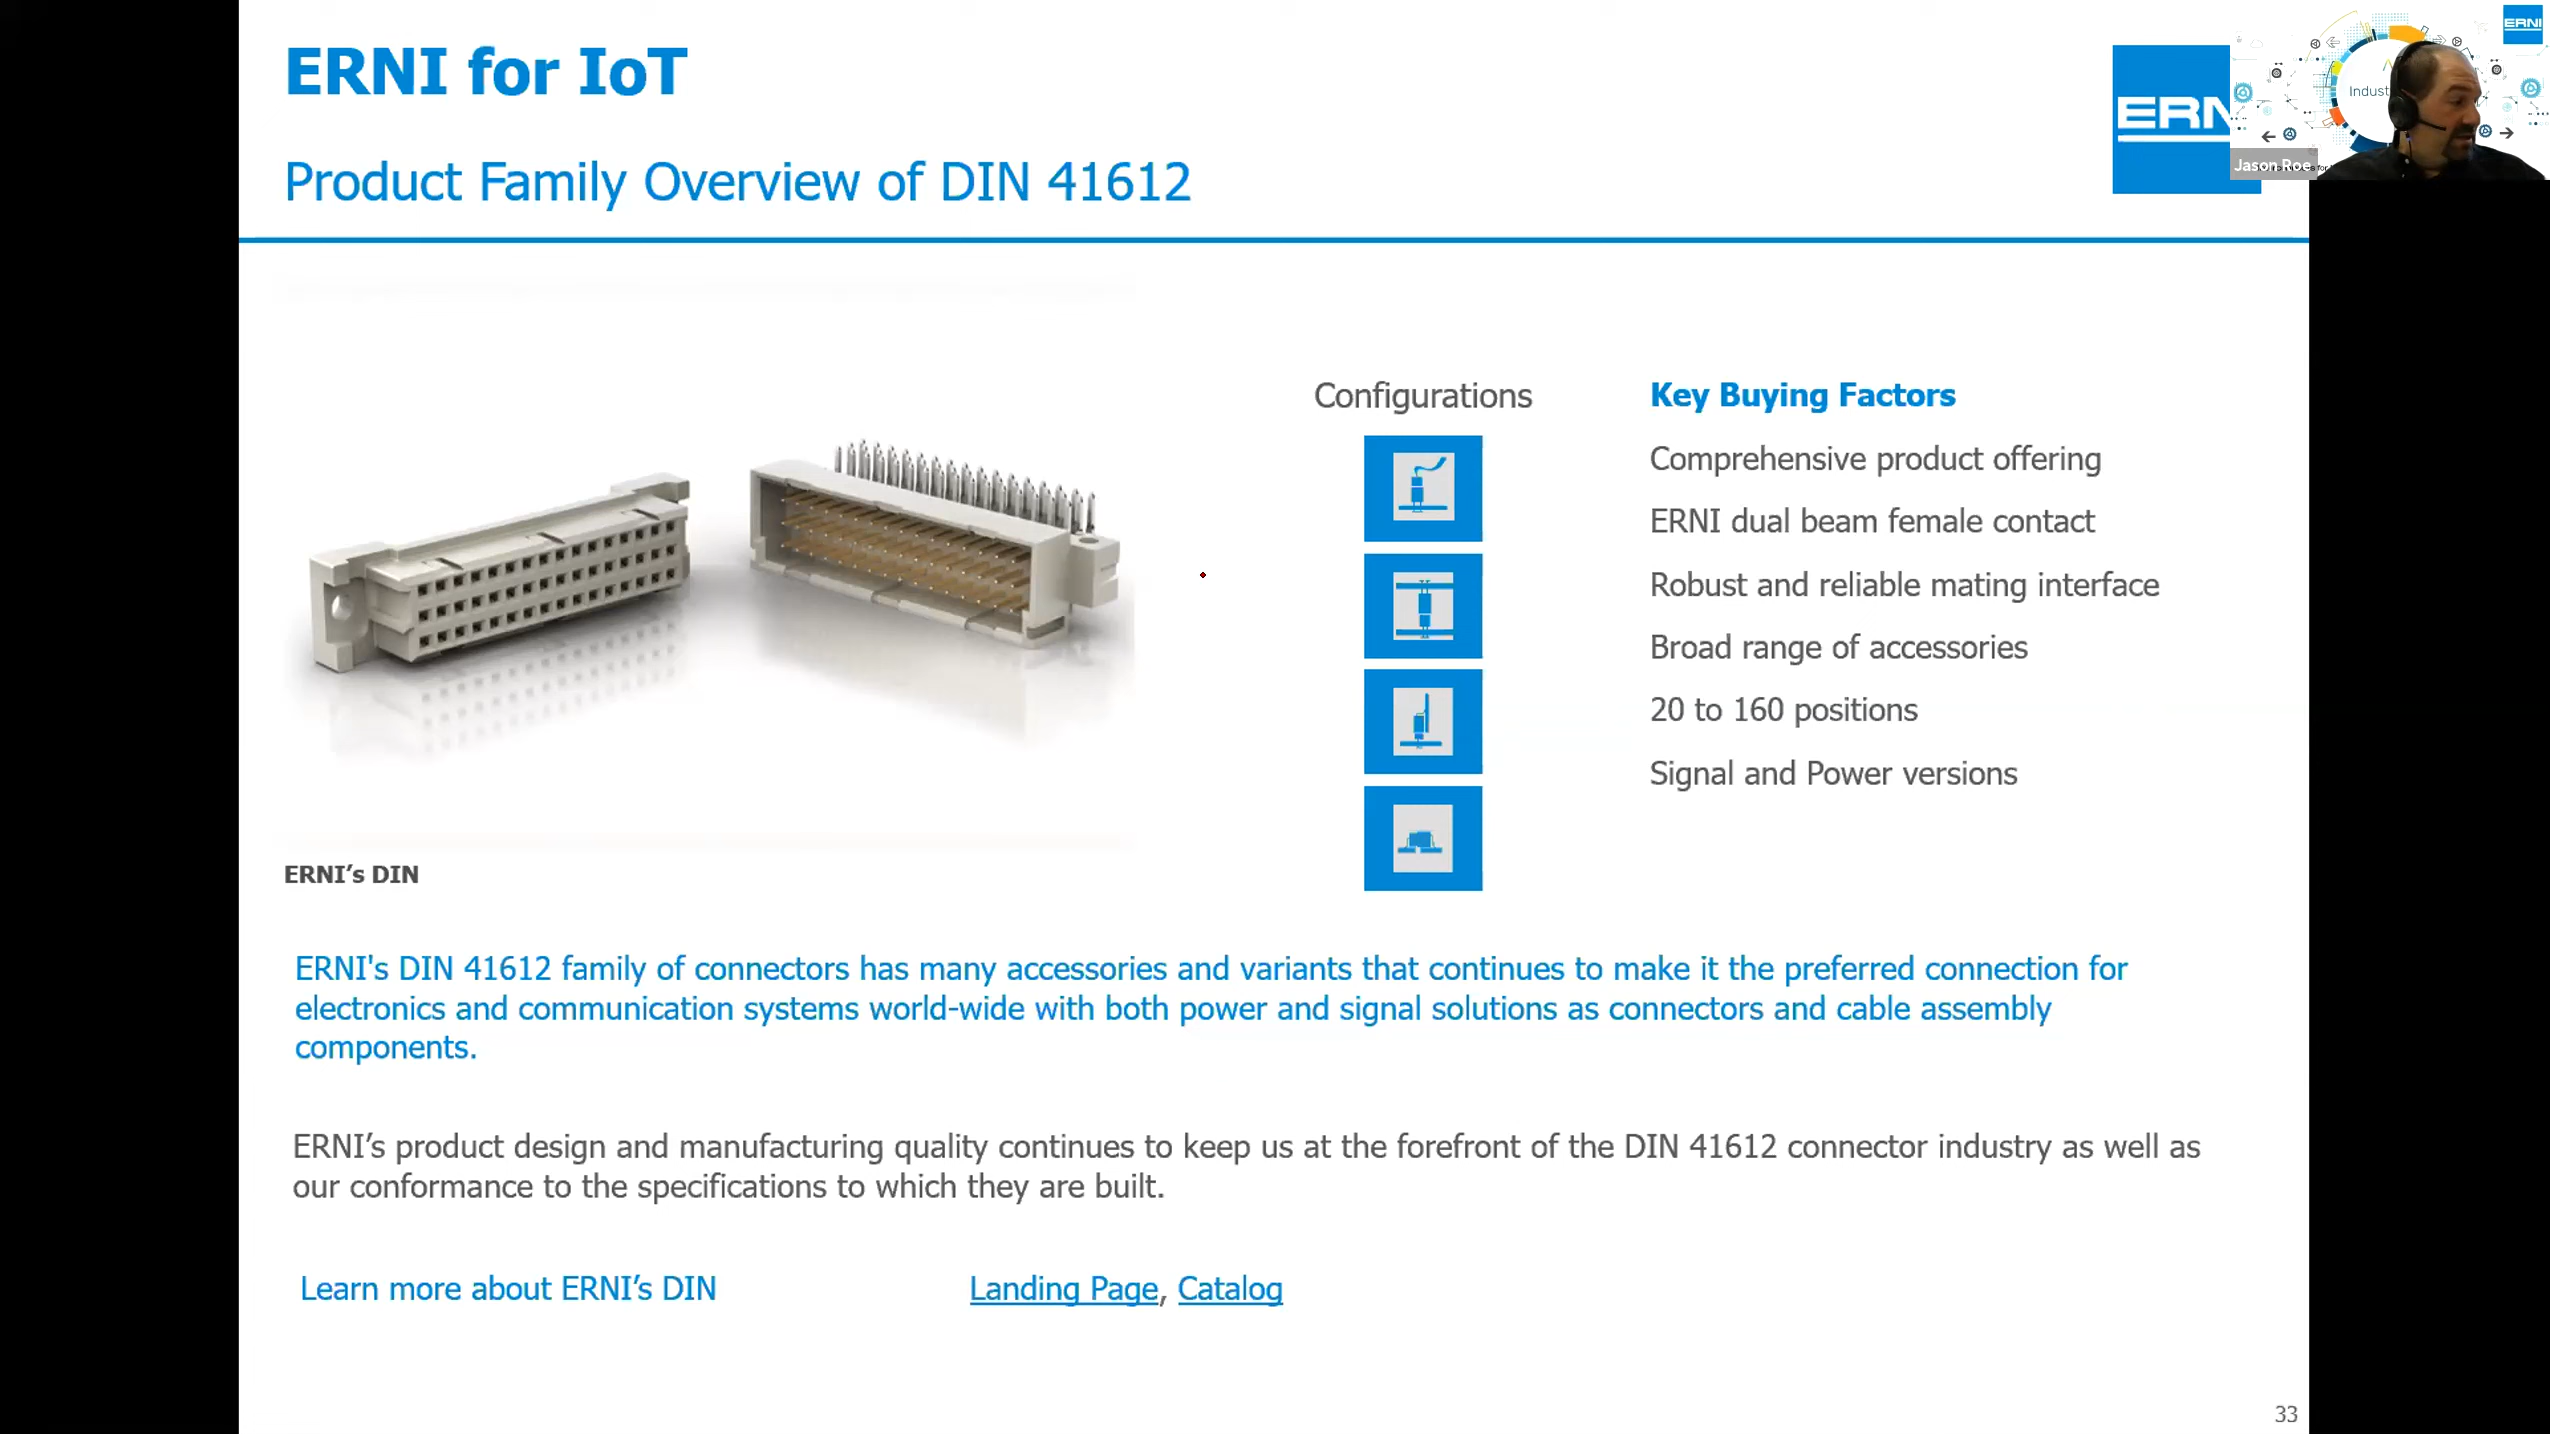 ERNI for IoT
Product Family Overview of DIN 41612
ERN
ERNI
Indust
Jason Roe
Configurations
Key Buying Factors
Comprehensive product offering
ERNI dual beam female contact
Robust and reliable mating interface
Broad range of accessories
20 to 160 positions
Signal and Power versions
ERNI’s DIN
ERNI's DIN 41612 family of connectors has many accessories and variants that continues to make it the preferred connection for
electronics and communication systems world-wide with both power and signal solutions as connectors and cable assembly
components.
ERNI’s product design and manufacturing quality continues to keep us at the forefront of the DIN 41612 connector industry as well as
our conformance to the specifications to which they are built.
Learn more about ERNI’s DIN
Landing Page, Catalog
33